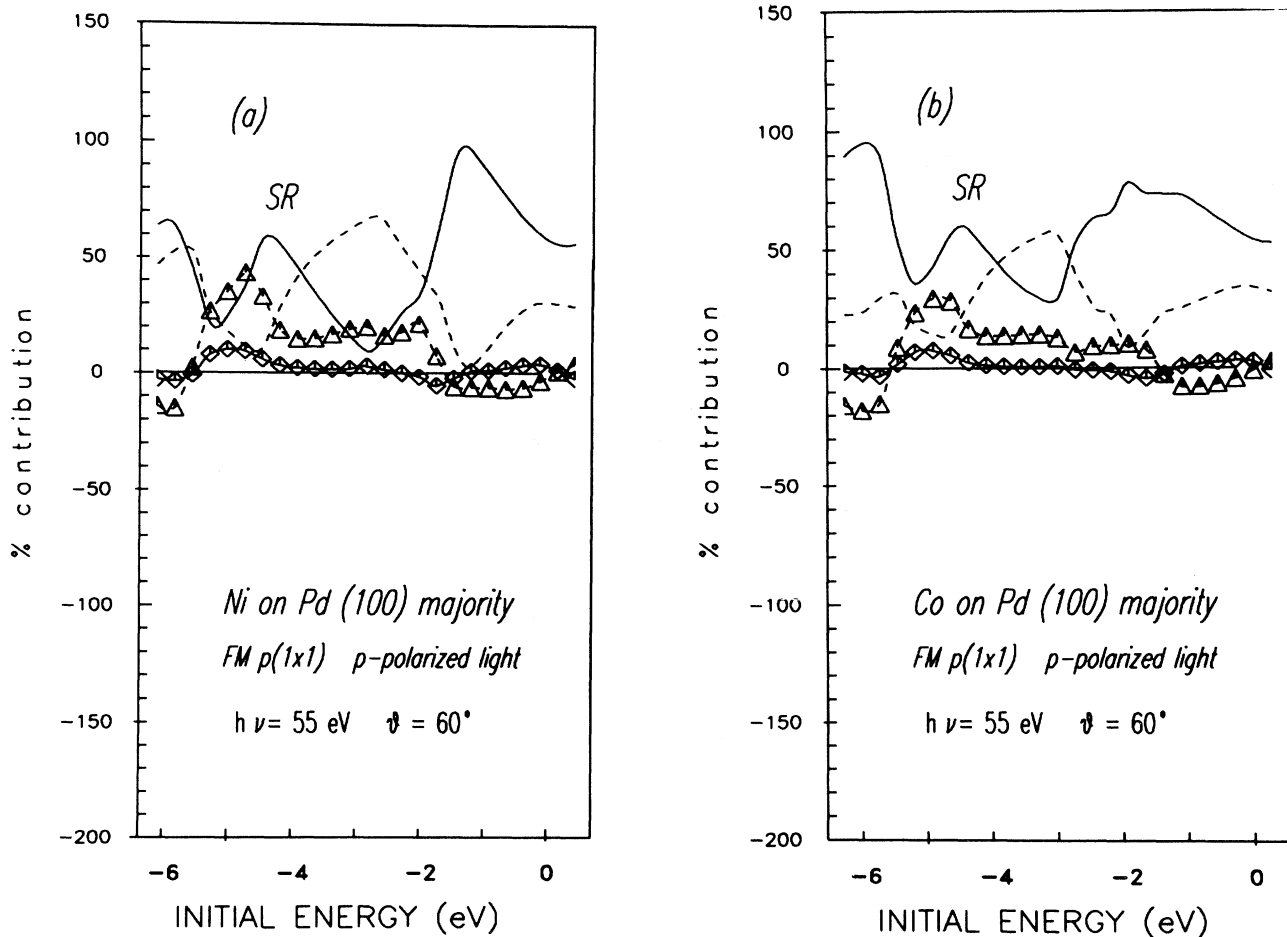 150
100
50
0
-50
-100
-150
-200
% contribution
(a)
SR
Ni on Pd (100) majority
FM p(1x1) p-polarized light
h ν = 55 eV ϑ = 60°
-6
-4
-2
0
INITIAL ENERGY (eV)
150
100
50
0
-50
-100
-150
-200
% contribution
(b)
SR
Co on Pd (100) majority
FM p(1x1) p-polarized light
h ν = 55 eV ϑ = 60°
-6
-4
-2
0
INITIAL ENERGY (eV)